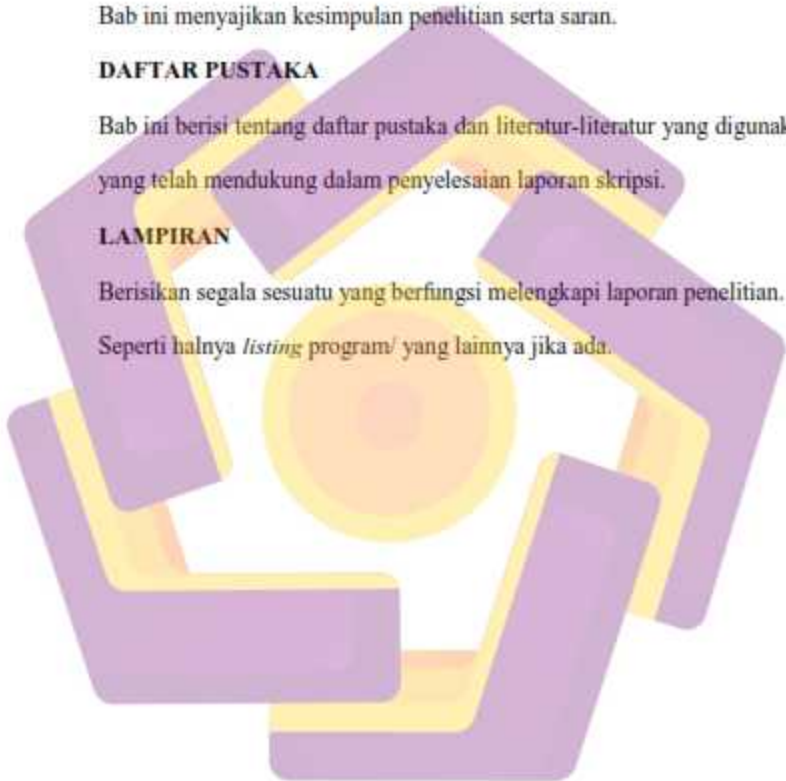 Bab ini menyajikan kesimpulan penelitian serta saran.
DAFTAR PUSTAKA
Bab ini berisi tentang daftar pustaka dan literatur-literatur yang digunak
yang telah mendukung dalam penyelesaian laporan skripsi.
LAMPIRAN
Berisikan segala sesuatu yang berfungsi melengkapi laporan penelitian.
Seperti halnya listing program/ yang lainnya jika ada.